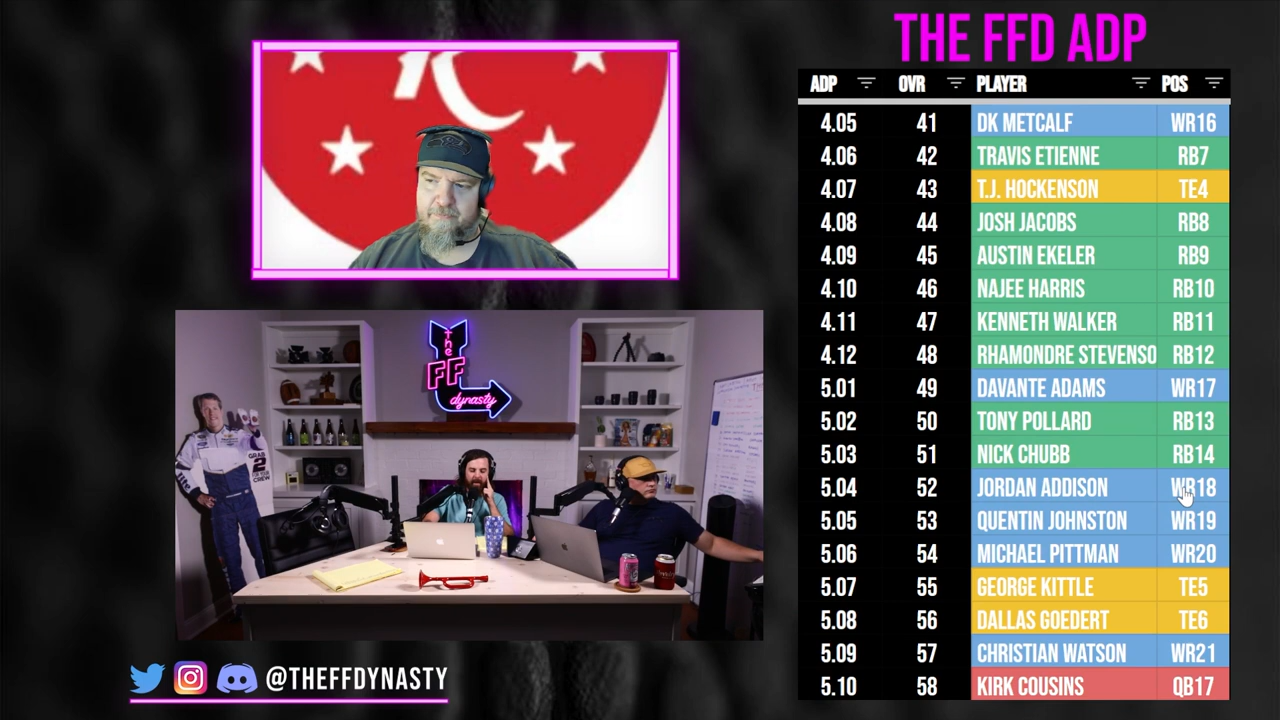 THE FFD ADP
ADP OVR PLAYER POS
4.05 41 DK METCALF WR16
4.06 42 TRAVIS ETIENNE RB7
4.07 43 T.J. HOCKENSON TE4
4.08 44 JOSH JACOBS RB8
4.09 45 AUSTIN EKELER RB9
4.10 46 NAJEE HARRIS RB10
4.11 47 KENNETH WALKER RB11
4.12 48 RHAMONDRE STEVENSO RB12
5.01 49 DAVANTE ADAMS WR17
5.02 50 TONY POLLARD RB13
5.03 51 NICK CHUBB RB14
5.04 52 JORDAN ADDISON WR18
5.05 53 QUENTIN JOHNSTON WR19
5.06 54 MICHAEL PITTMAN WR20
5.07 55 GEORGE KITTLE TE5
5.08 56 DALLAS GOEDERT TE6
5.09 57 CHRISTIAN WATSON WR21
5.10 58 KIRK COUSINS QB17
the
FF
dynasty
GRAB
2
CREW
@THEFFDYNASTY